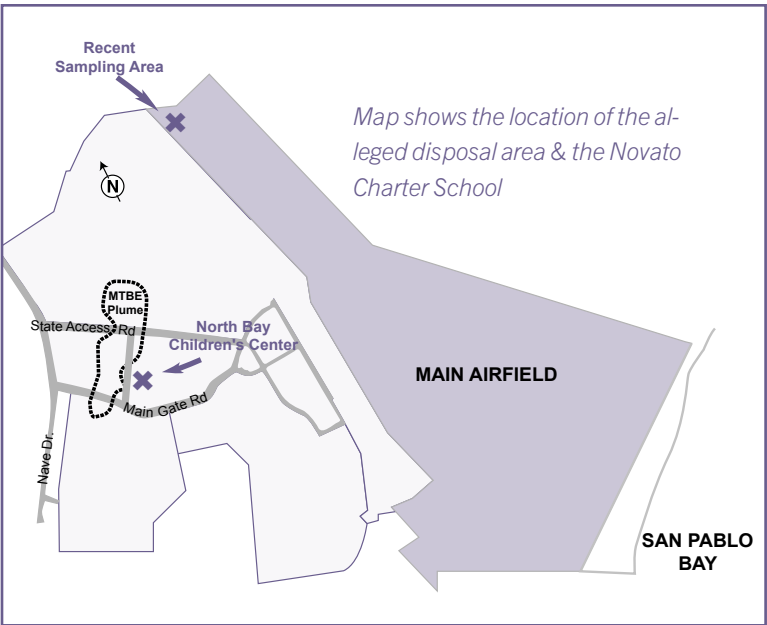 Recent
Sampling Area
Map shows the location of the al-
leged disposal area & the Novato
Charter School
N
MTBE
Plume
State Access Rd
North Bay
Children's Center
MAIN AIRFIELD
Main Gate Rd
Nave Dr.
SAN PABLO
BAY